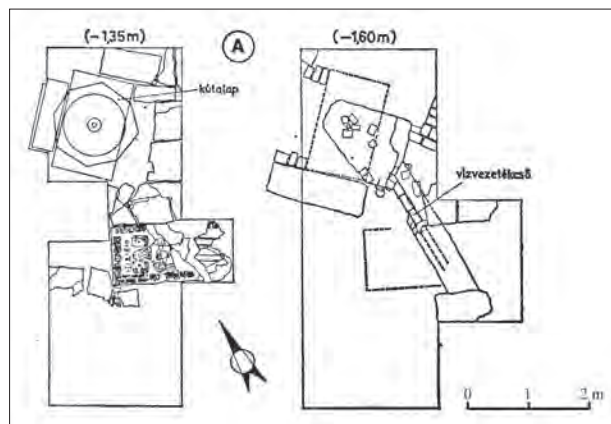 (-1,35m)
A
(-1,60m)
kútalap
vízvezetékcső
0 1 2 m